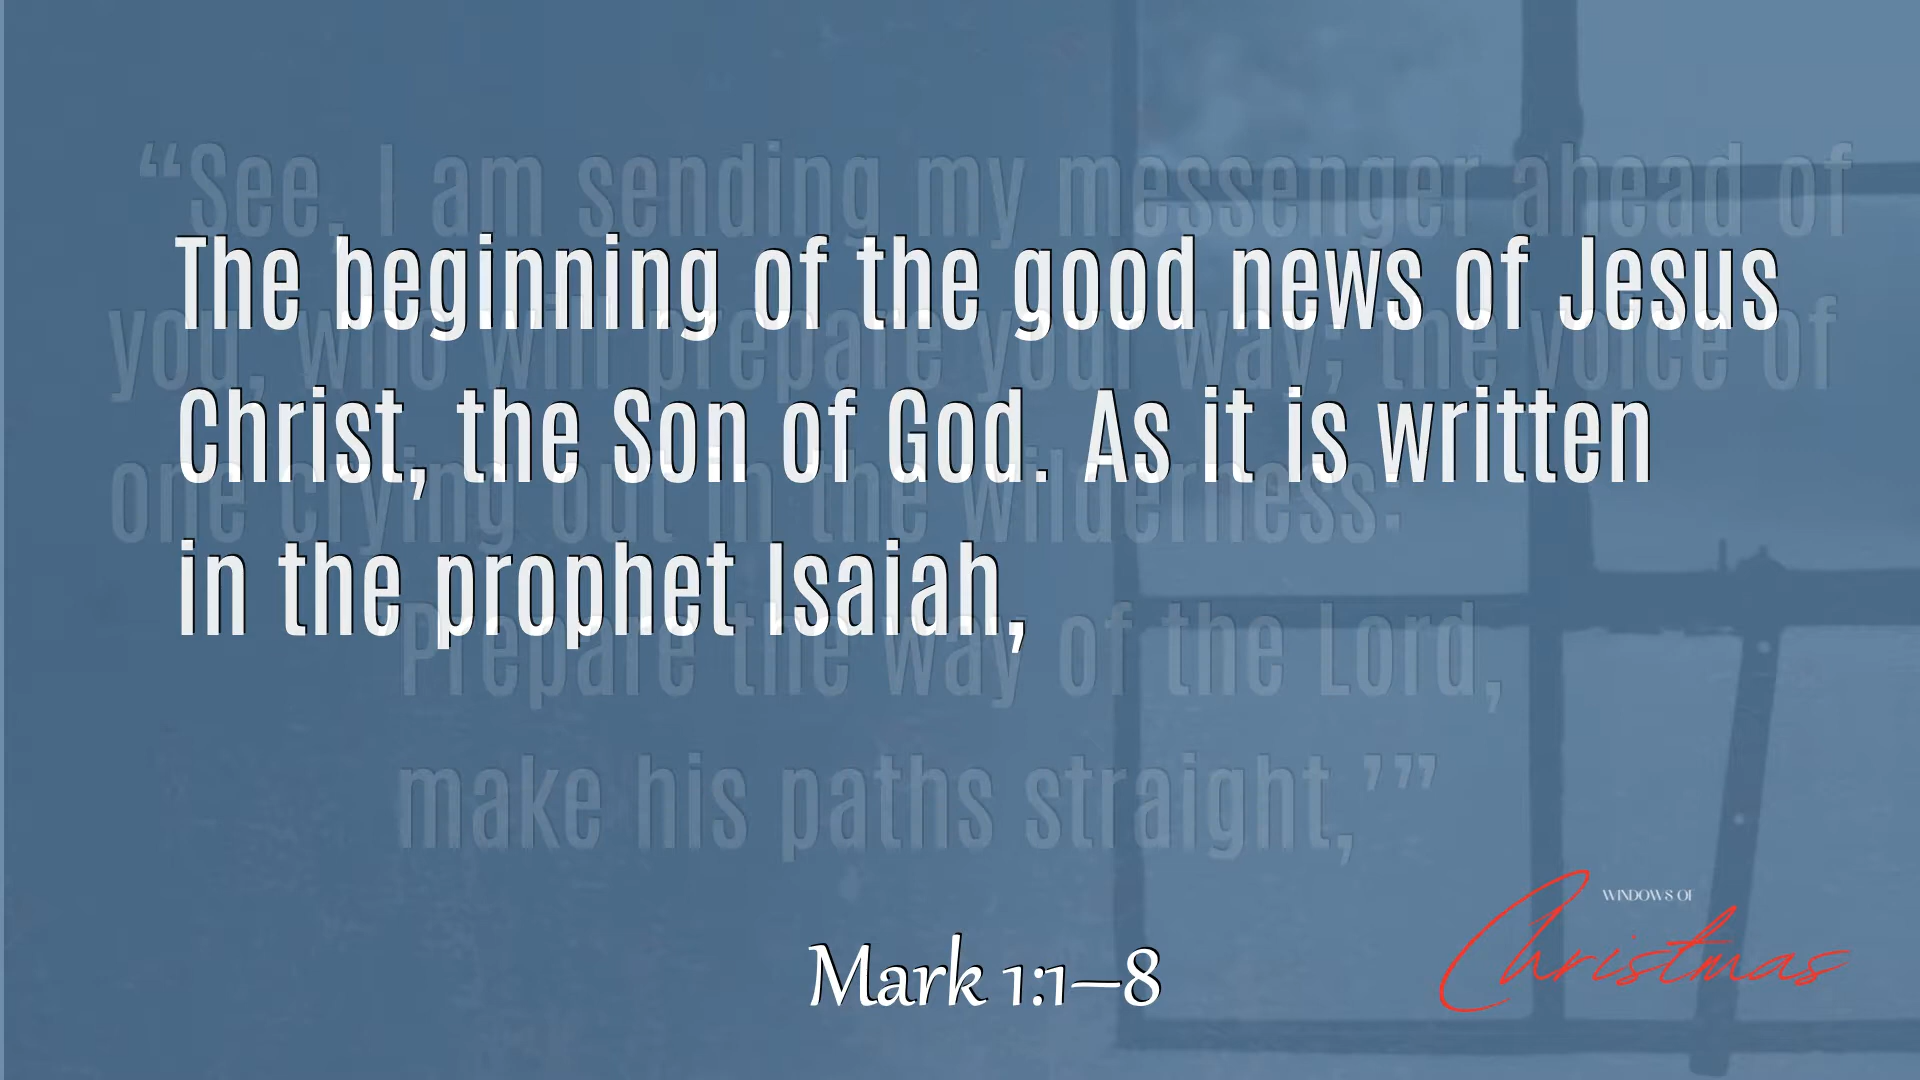 “See, I am sending my messenger ahead of
The beginning of the good news of Jesus
you, who will prepare your way; the voice of
Christ, the Son of God. As it is written
one crying out in the wilderness:
in the prophet Isaiah,
‘Prepare the way of the Lord,
make his paths straight,’”
WINDOWS OF
Christmas
Mark 1:1–8